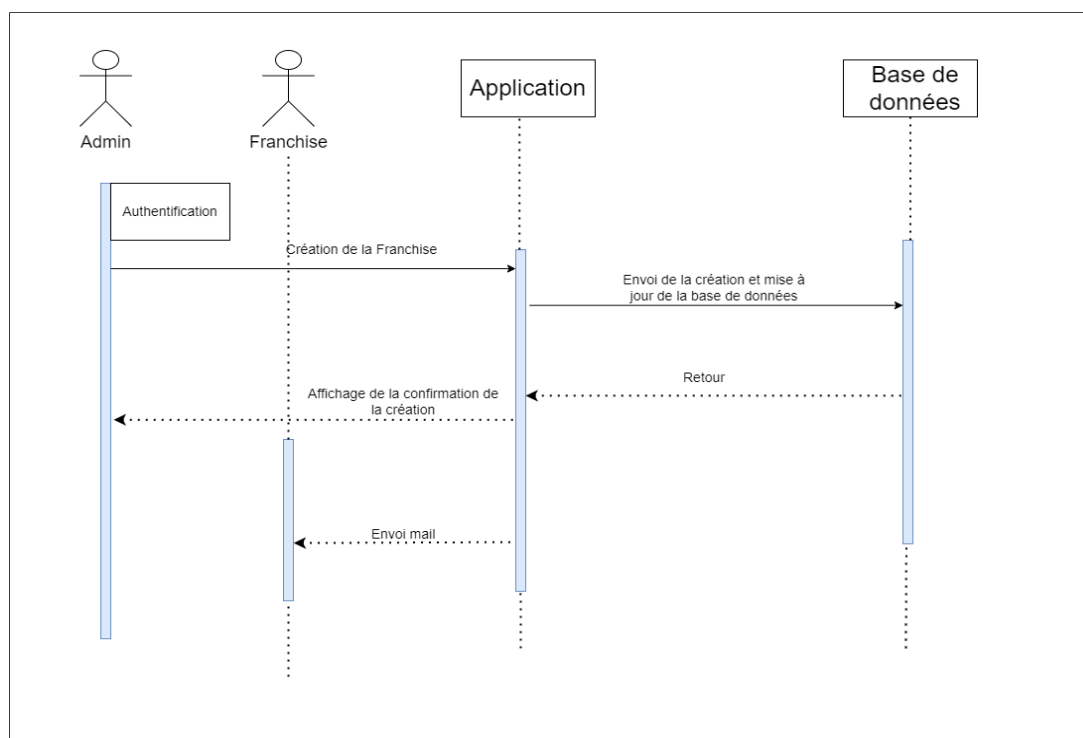 Admin
Franchise
Application
Base de
données
Authentification
Création de la Franchise
Envoi de la création et mise à
jour de la base de données
Retour
Affichage de la confirmation de
la création
Envoi mail